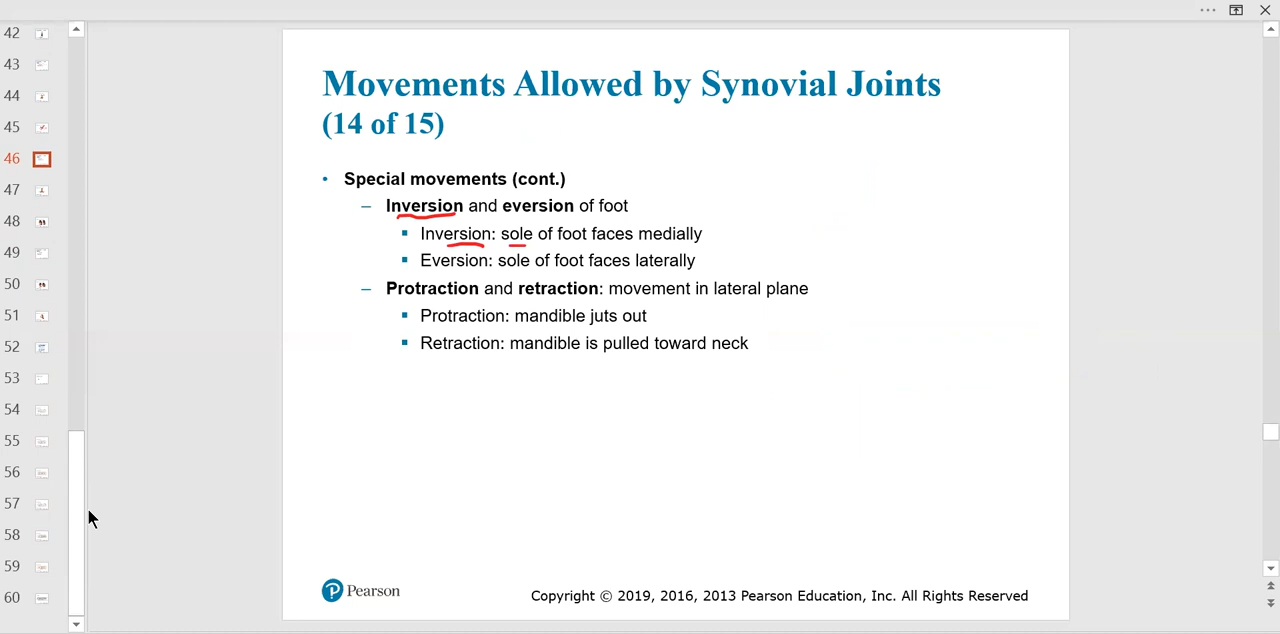 42
43
44
45
46
47
48
49
50
51
52
53
54
55
56
57
58
59
60
Movements Allowed by Synovial Joints
(14 of 15)
• Special movements (cont.)
– Inversion and eversion of foot
▪ Inversion: sole of foot faces medially
▪ Eversion: sole of foot faces laterally
– Protraction and retraction: movement in lateral plane
▪ Protraction: mandible juts out
▪ Retraction: mandible is pulled toward neck
P Pearson
Copyright © 2019, 2016, 2013 Pearson Education, Inc. All Rights Reserved